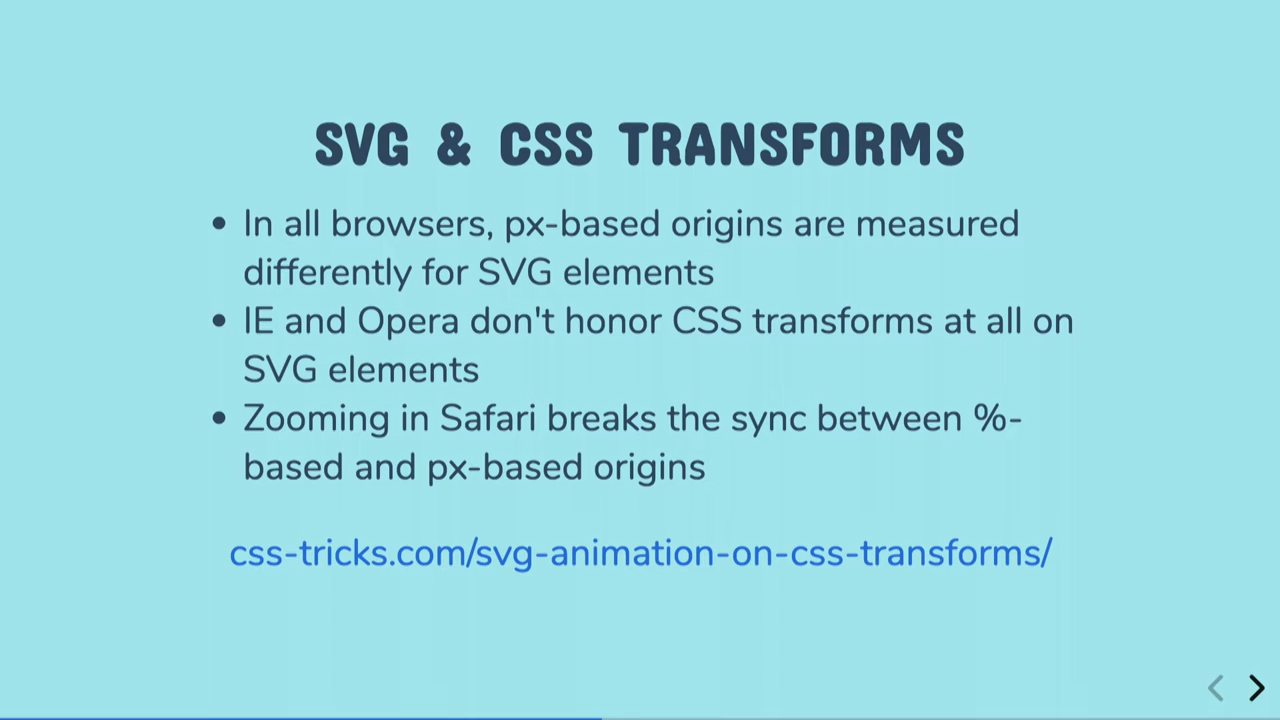 SVG & CSS TRANSFORMS
• In all browsers, px-based origins are measured
differently for SVG elements
• IE and Opera don't honor CSS transforms at all on
SVG elements
• Zooming in Safari breaks the sync between %-
based and px-based origins
css-tricks.com/svg-animation-on-css-transforms/